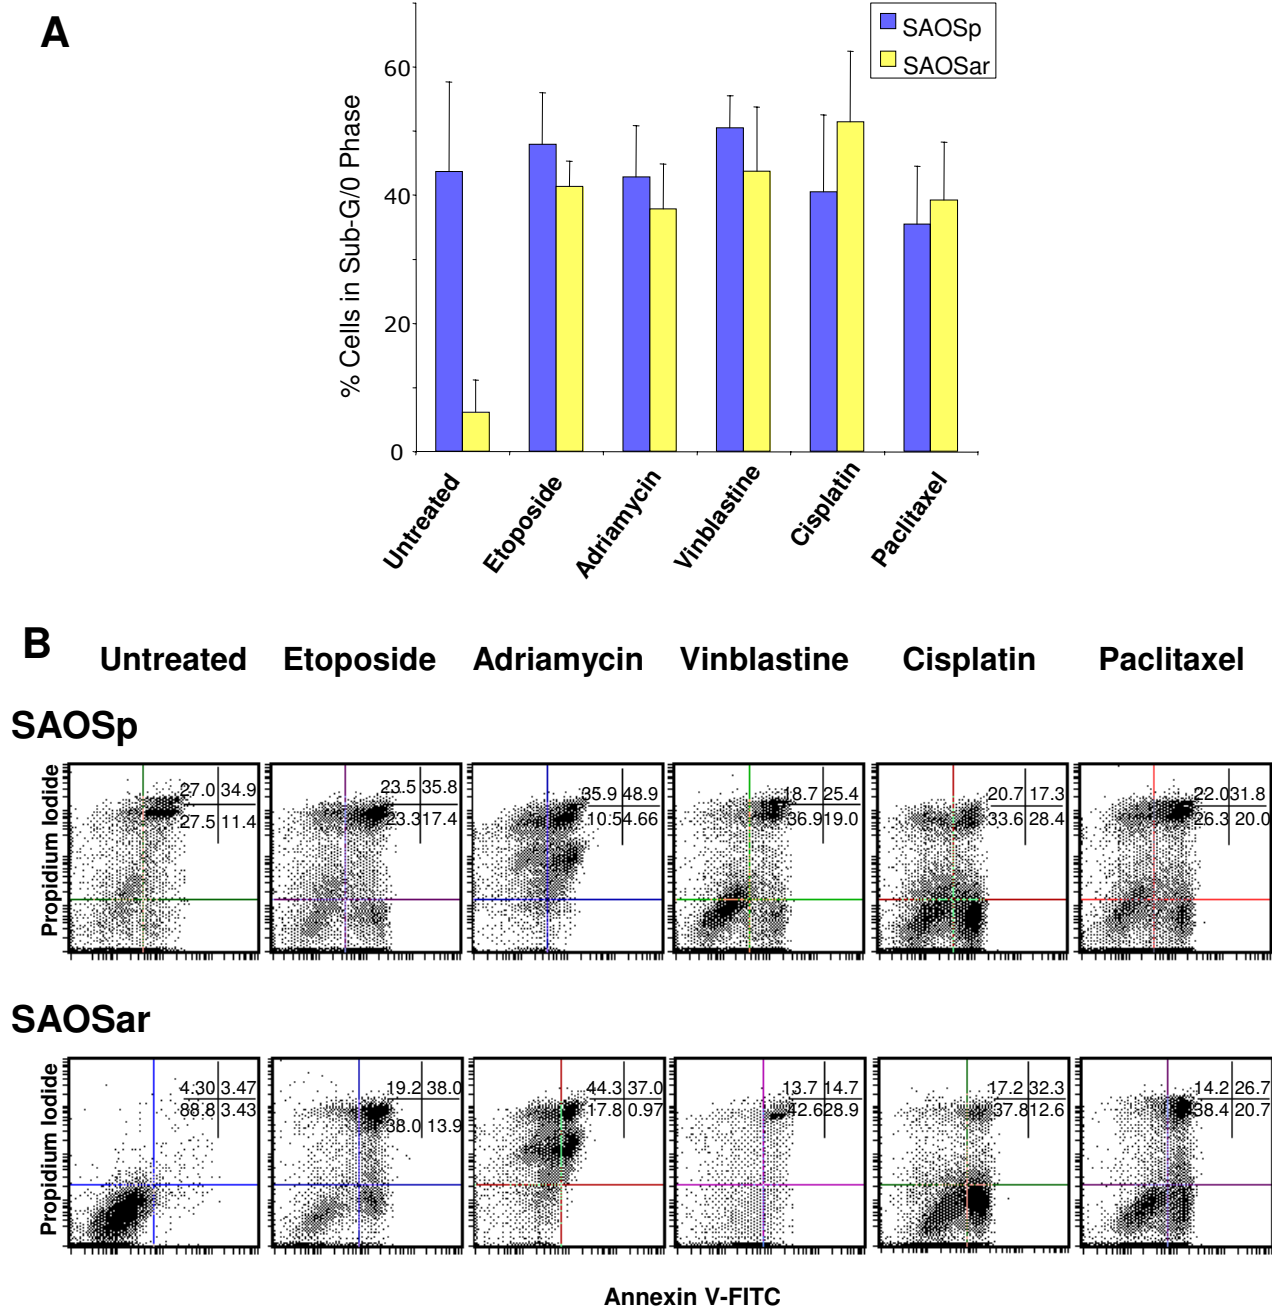 A
SAOSp
SAOSar
% Cells in Sub-G/0 Phase
60
40
20
0
Untreated
Etoposide
Adriamycin
Vinblastine
Cisplatin
Paclitaxel
B
Untreated Etoposide Adriamycin Vinblastine Cisplatin Paclitaxel
SAOSp
Propidium Iodide
27.0 34.9
27.5 11.4
23.5 35.8
23.3 17.4
35.9 48.9
10.5 4.66
18.7 25.4
36.9 19.0
20.7 17.3
33.6 28.4
22.0 31.8
26.3 20.0
SAOSar
Propidium Iodide
4.30 3.47
88.8 3.43
19.2 38.0
38.0 13.9
44.3 37.0
17.8 0.97
13.7 14.7
42.6 28.9
17.2 32.3
37.8 12.6
14.2 26.7
38.4 20.7
Annexin V-FITC